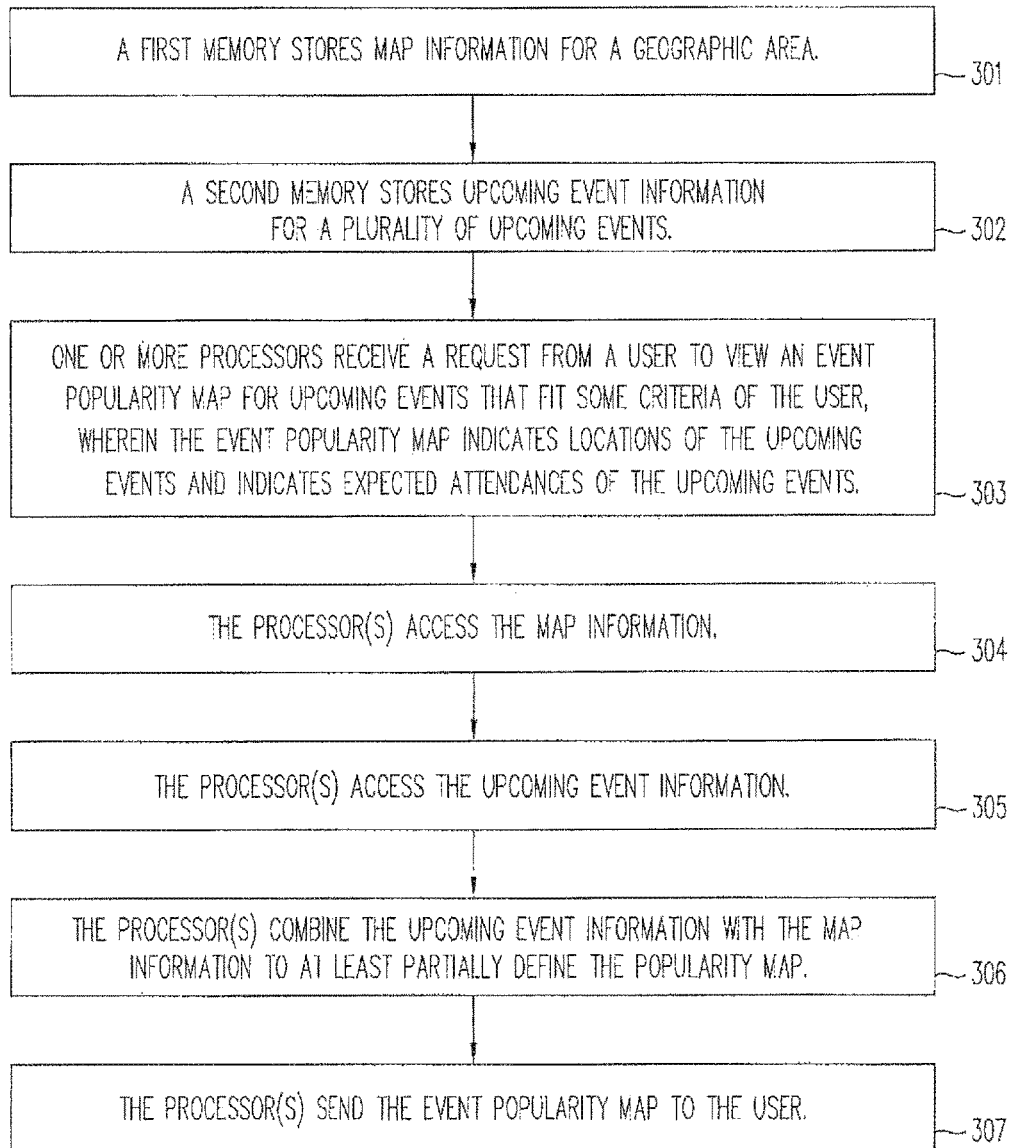 A FIRST MEMORY STORES MAP INFORMATION FOR A GEOGRAPHIC AREA.
301
A SECOND MEMORY STORES UPCOMING EVENT INFORMATION
FOR A PLURALITY OF UPCOMING EVENTS.
302
ONE OR MORE PROCESSORS RECEIVE A REQUEST FROM A USER TO VIEW AN EVENT
POPULARITY MAP FOR UPCOMING EVENTS THAT FIT SOME CRITERIA OF THE USER,
WHEREIN THE EVENT POPULARITY MAP INDICATES LOCATIONS OF THE UPCOMING
EVENTS AND INDICATES EXPECTED ATTENDANCES OF THE UPCOMING EVENTS.
303
THE PROCESSOR(S) ACCESS THE MAP INFORMATION.
304
THE PROCESSOR(S) ACCESS THE UPCOMING EVENT INFORMATION.
305
THE PROCESSOR(S) COMBINE THE UPCOMING EVENT INFORMATION WITH THE MAP
INFORMATION TO AT LEAST PARTIALLY DEFINE THE POPULARITY MAP.
306
THE PROCESSOR(S) SEND THE EVENT POPULARITY MAP TO THE USER.
307